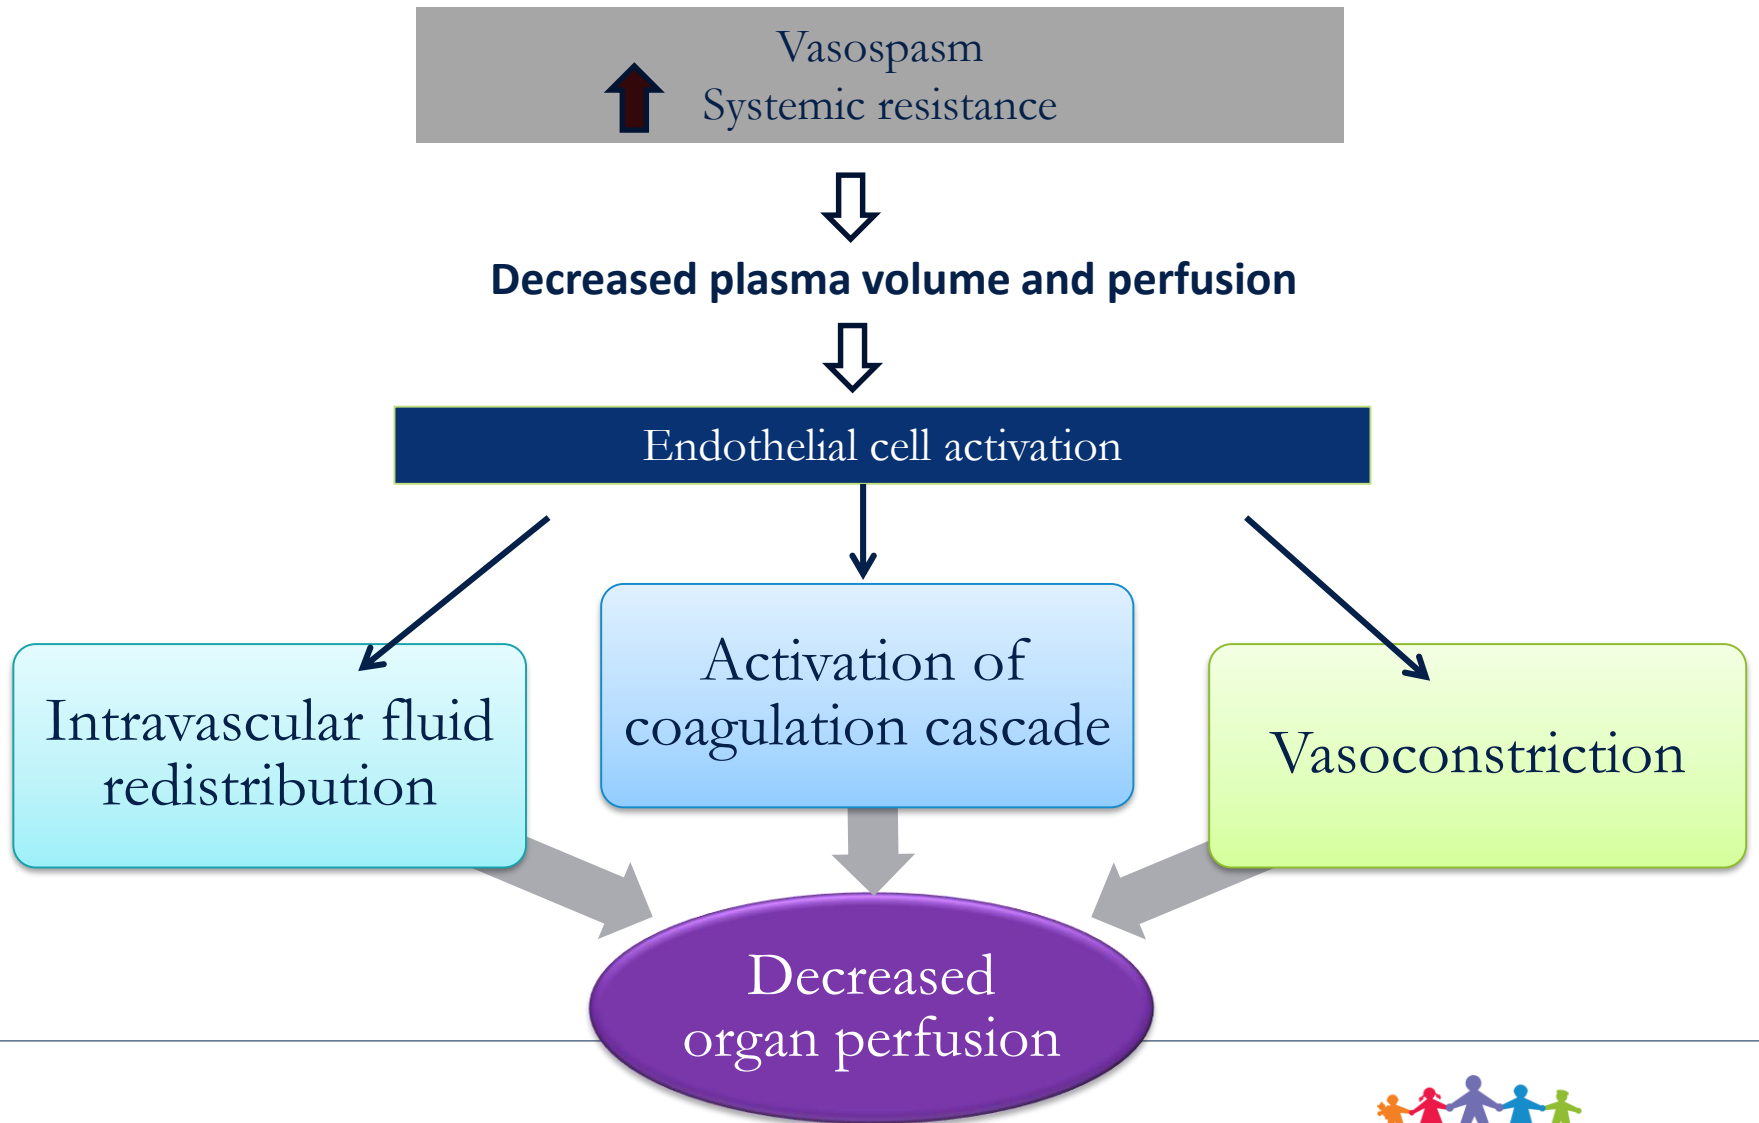 Vasospasm
Systemic resistance
Decreased plasma volume and perfusion
Endothelial cell activation
Intravascular fluid
redistribution
Activation of
coagulation cascade
Vasoconstriction
Decreased
organ perfusion